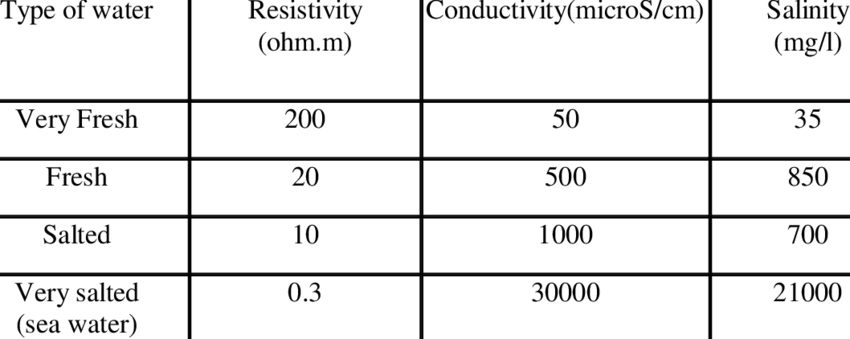 Type of water Resistivity Conductivity(microS/cm) Salinity
(ohm.m) (mg/l)
Very Fresh 200 50 35
Fresh 20 500 850
Salted 10 1000 700
Very salted 0.3 30000 21000
(sea water)